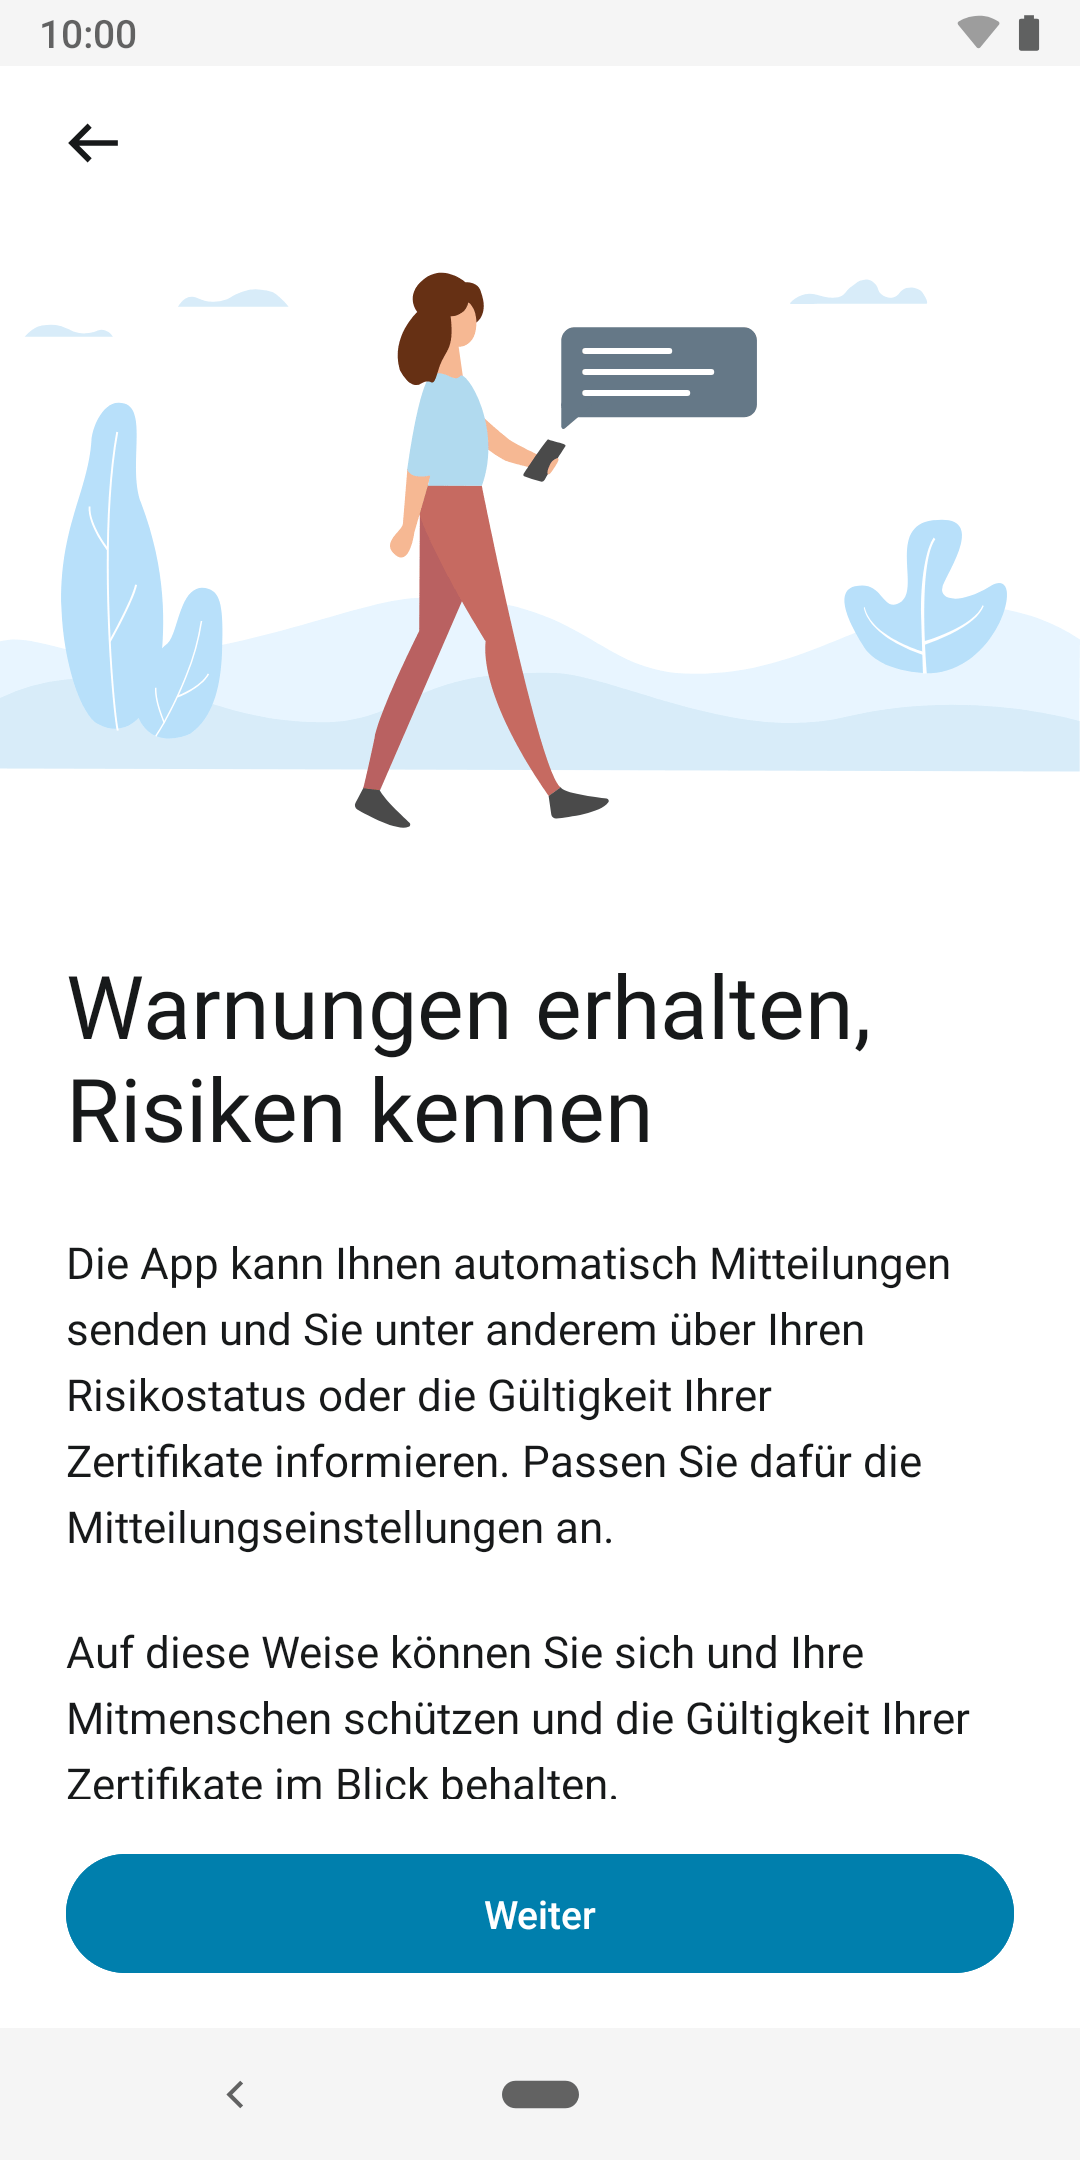 10:00
Warnungen erhalten,
Risiken kennen
Die App kann Ihnen automatisch Mitteilungen
senden und Sie unter anderem über Ihren
Risikostatus oder die Gültigkeit Ihrer
Zertifikate informieren. Passen Sie dafür die
Mitteilungseinstellungen an.
Auf diese Weise können Sie sich und Ihre
Mitmenschen schützen und die Gültigkeit Ihrer
Zertifikate im Blick behalten.
Weiter